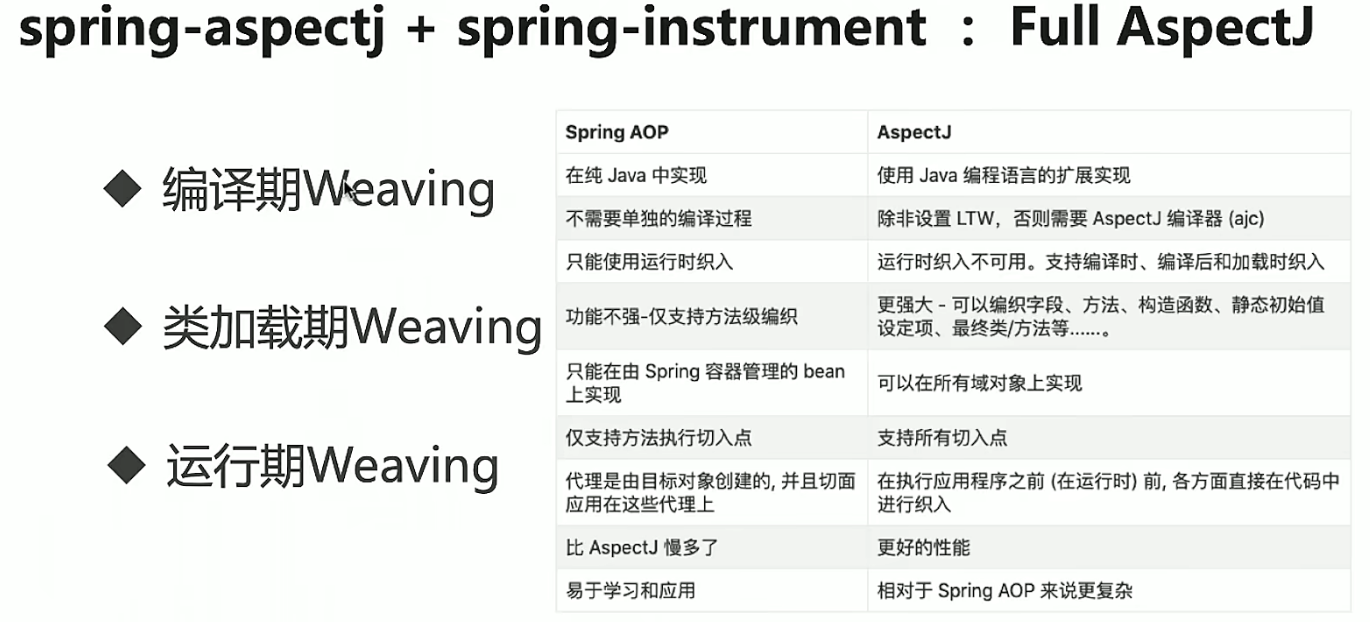 spring-aspectj + spring-instrument ： Full AspectJ
◆ 编译期Weaving
◆ 类加载期Weaving
◆ 运行期Weaving
Spring AOP AspectJ
在纯 Java 中实现 使用 Java 编程语言的扩展实现
不需要单独的编译过程 除非设置 LTW，否则需要 AspectJ 编译器 (ajc)
只能使用运行时织入 运行时织入不可用。支持编译时、编译后和加载时织入
功能不强-仅支持方法级编织 更强大 - 可以编织字段、方法、构造函数、静态初始值
设定项、最终类/方法等......。
只能在由 Spring 容器管理的 bean
上实现 可以在所有域对象上实现
仅支持方法执行切入点 支持所有切入点
代理是由目标对象创建的, 并且切面 在执行应用程序之前 (在运行时) 前, 各方面直接在代码中
应用在这些代理上 进行织入
比 AspectJ 慢多了 更好的性能
易于学习和应用 相对于 Spring AOP 来说更复杂